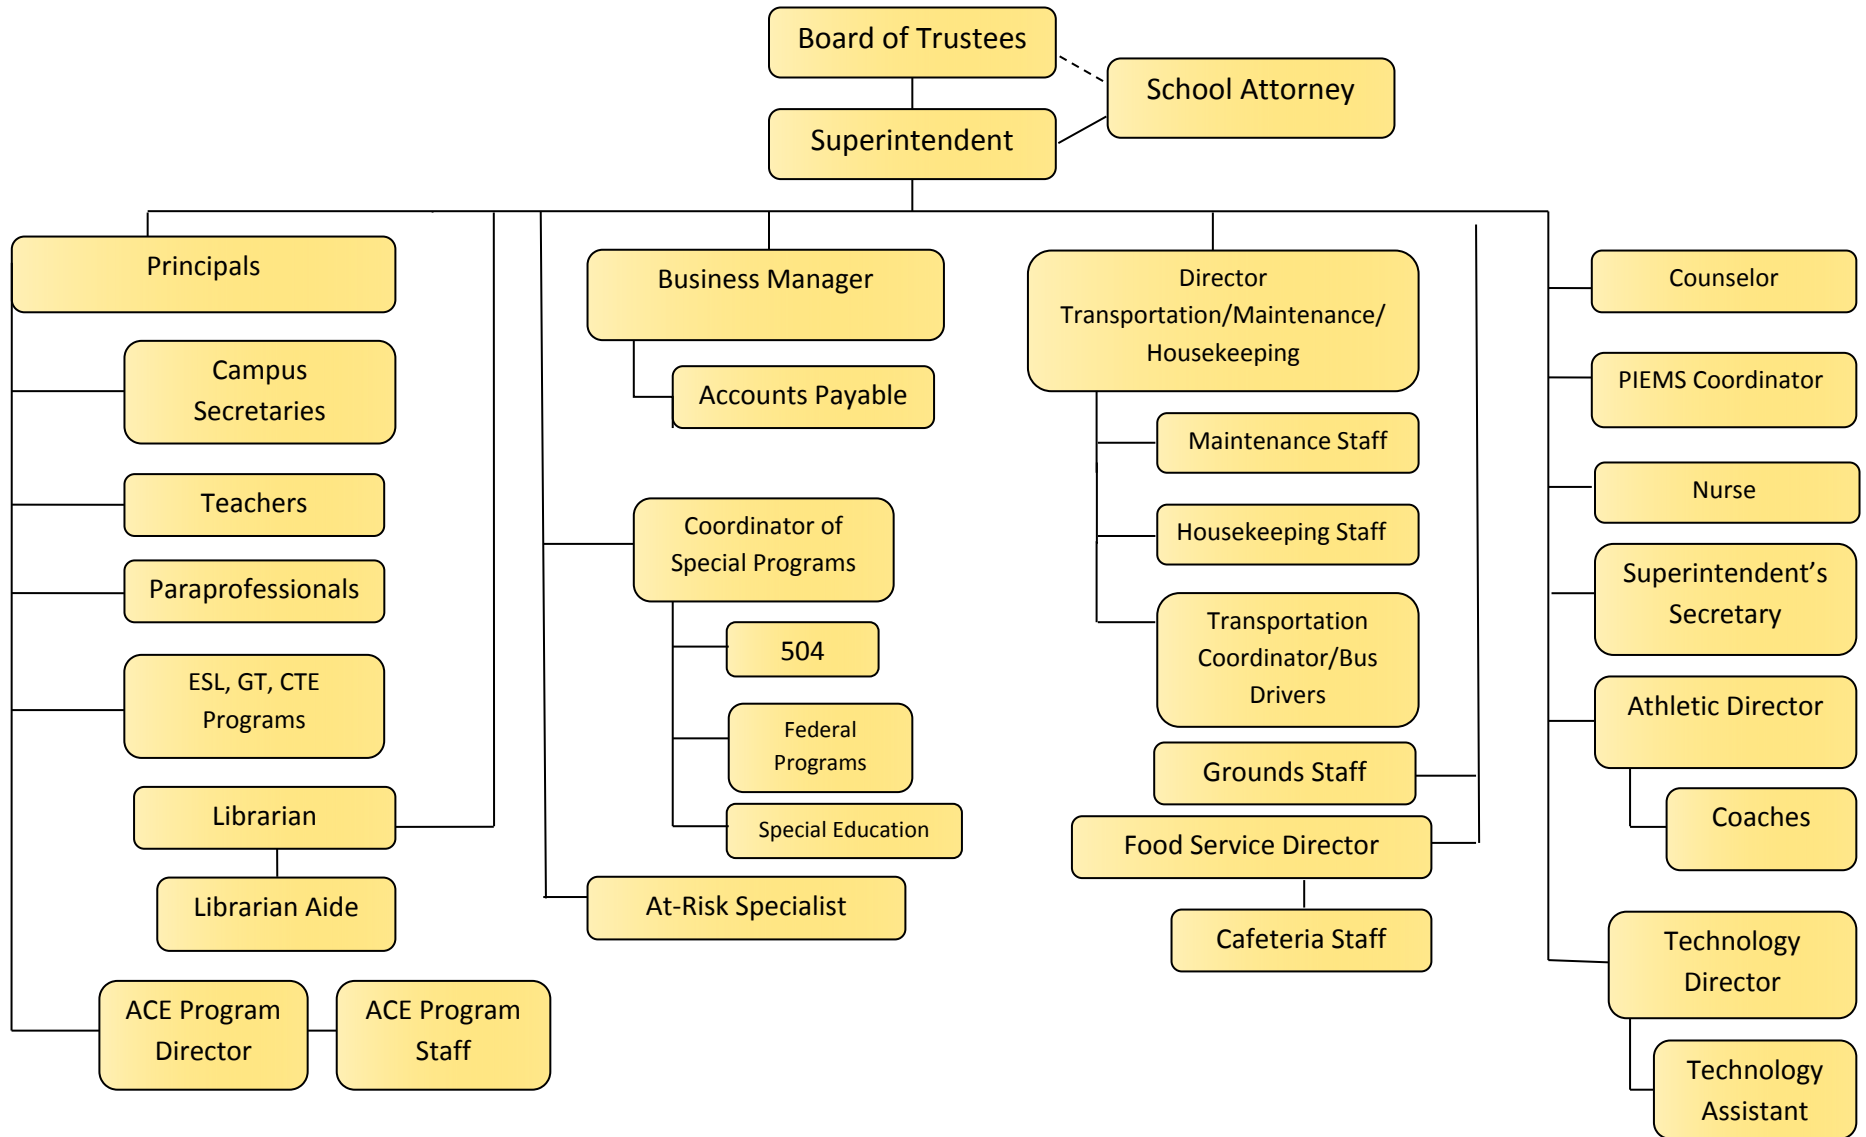 Board of Trustees
School Attorney
Superintendent
Principals
Campus
Secretaries
Teachers
Paraprofessionals
ESL, GT, CTE
Programs
Librarian
Librarian Aide
ACE Program
Director
ACE Program
Staff
Business Manager
Accounts Payable
Coordinator of
Special Programs
504
Federal
Programs
Special Education
At-Risk Specialist
Director
Transportation/Maintenance/
Housekeeping
Maintenance Staff
Housekeeping Staff
Transportation
Coordinator/Bus
Drivers
Grounds Staff
Food Service Director
Cafeteria Staff
Counselor
PIEMS Coordinator
Nurse
Superintendent’s
Secretary
Athletic Director
Coaches
Technology
Director
Technology
Assistant